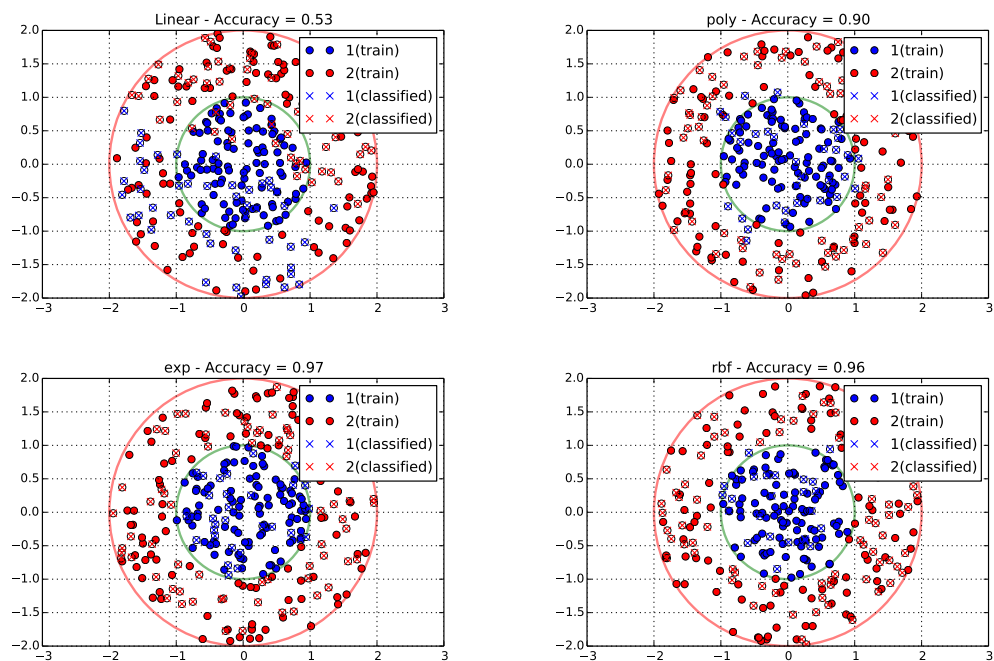 Linear - Accuracy = 0.53
2.0
1.5
1.0
0.5
0.0
−0.5
−1.0
−1.5
−2.0
−3 −2 −1 0 1 2 3
1(train)
2(train)
1(classified)
2(classified)
poly - Accuracy = 0.90
2.0
1.5
1.0
0.5
0.0
−0.5
−1.0
−1.5
−2.0
−3 −2 −1 0 1 2 3
1(train)
2(train)
1(classified)
2(classified)
exp - Accuracy = 0.97
2.0
1.5
1.0
0.5
0.0
−0.5
−1.0
−1.5
−2.0
−3 −2 −1 0 1 2 3
1(train)
2(train)
1(classified)
2(classified)
rbf - Accuracy = 0.96
2.0
1.5
1.0
0.5
0.0
−0.5
−1.0
−1.5
−2.0
−3 −2 −1 0 1 2 3
1(train)
2(train)
1(classified)
2(classified)